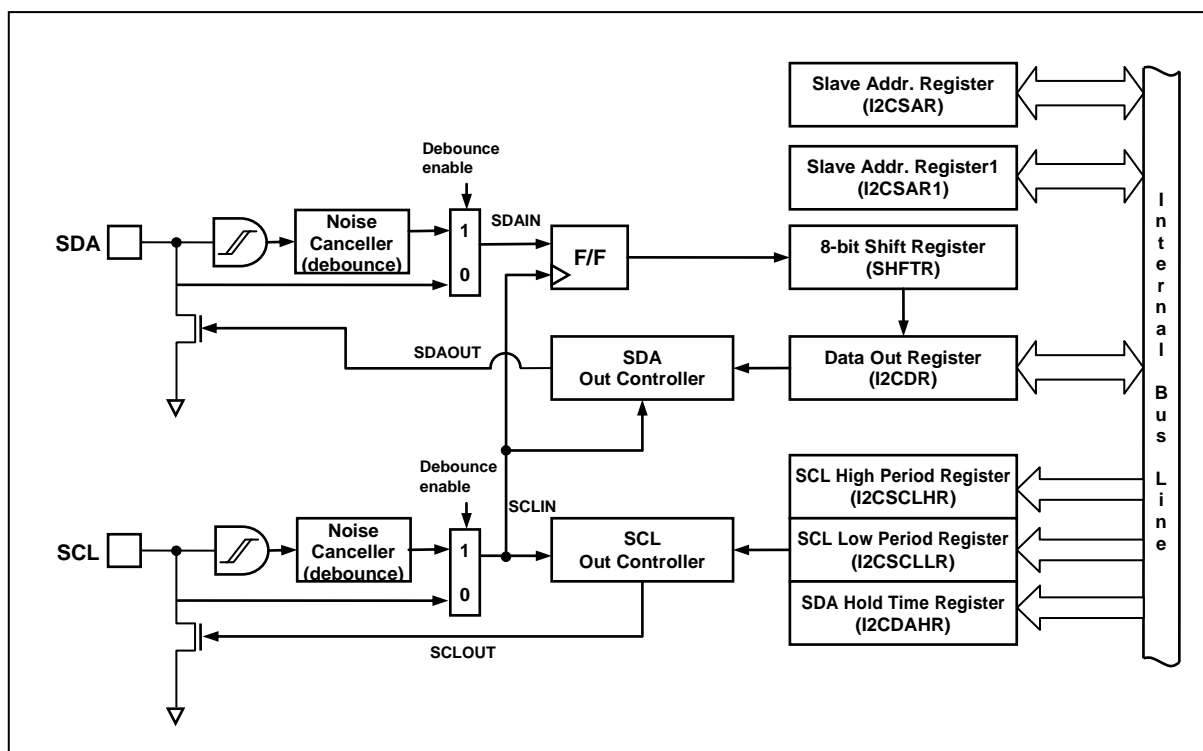 Slave Addr. Register
(I2CSAR)
Slave Addr. Register1
(I2CSAR1)
Debounce
enable
SDA
Noise
Canceller
(debounce)
1
0
SDAIN
F/F
8-bit Shift Register
(SHFTR)
SDAOUT
SDA
Out Controller
Data Out Register
(I2CDR)
Internal Bus Line
Debounce
enable
SCL
Noise
Canceller
(debounce)
1
0
SCLIN
SCL
Out Controller
SCL High Period Register
(I2CSCLHR)
SCL Low Period Register
(I2CSCLLR)
SDA Hold Time Register
(I2CDAHR)
SCLOUT